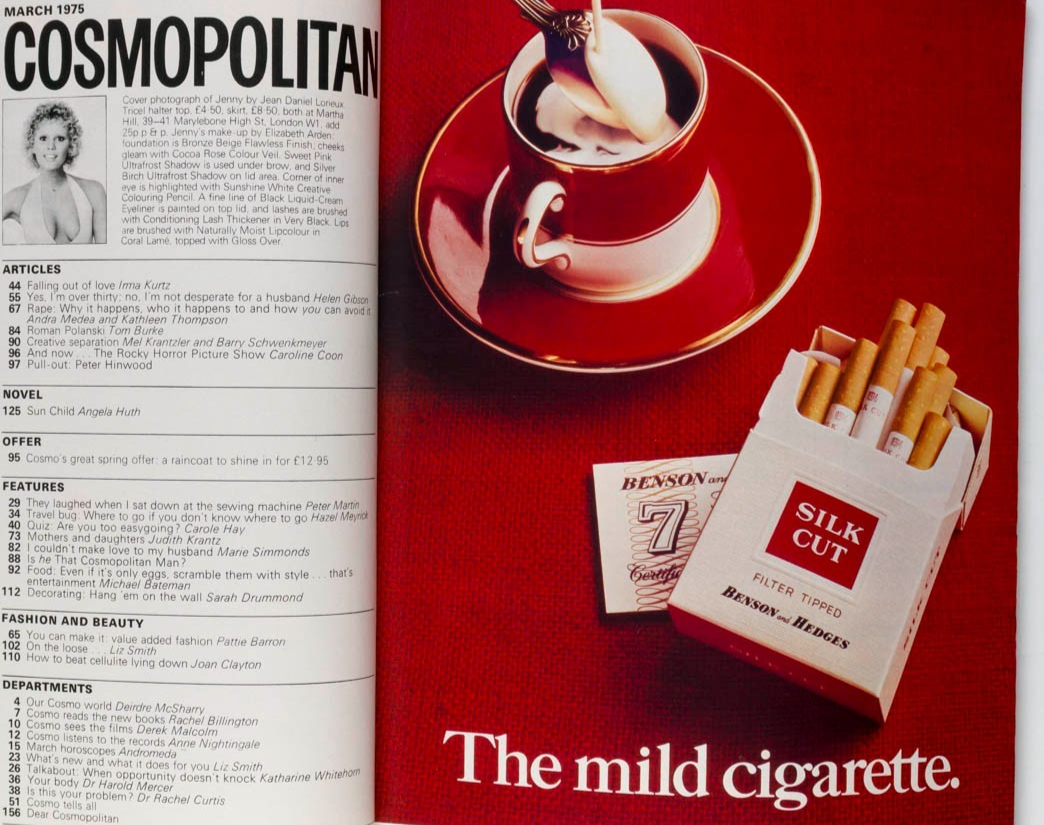 MARCH 1975
COSMOPOLITAN
Cover photograph of Jenny by Jean Daniel Lorieux.
Tricel halter top, £4·50, skirt, £8·50, both at Martha
Hill, 39–41 Marylebone High St, London W1, add
25p p & p. Jenny's make-up by Elizabeth Arden:
foundation is Bronze Beige Flawless Finish; cheeks
gleam with Cocoa Rose Colour Veil. Sweet Pink
Ultrafrost Shadow is used under brow, and Silver
Birch Ultrafrost Shadow on lid area. Corner of inner
eye is highlighted with Sunshine White Creative
Colouring Pencil. A fine line of Black Liquid-Cream
Eyeliner is painted on top lid, and lashes are brushed
with Conditioning Lash Thickener in Very Black. Lips
are brushed with Naturally Moist Lipcolour in
Coral Lamé, topped with Gloss Over.
ARTICLES
44 Falling out of love Irma Kurtz
55 Yes, I'm over thirty; no, I'm not desperate for a husband Helen Gibson
67 Rape: Why it happens, who it happens to and how you can avoid it
Andra Medea and Kathleen Thompson
84 Roman Polanski Tom Burke
90 Creative separation Mel Krantzler and Barry Schwenkmeyer
96 And now . . . The Rocky Horror Picture Show Caroline Coon
97 Pull-out: Peter Hinwood
NOVEL
125 Sun Child Angela Huth
OFFER
95 Cosmo's great spring offer: a raincoat to shine in for £12·95
FEATURES
29 They laughed when I sat down at the sewing machine Peter Martin
34 Travel bug: Where to go if you don't know where to go Hazel Meyrick
40 Quiz: Are you too easygoing? Carole Hay
73 Mothers and daughters Judith Krantz
82 I couldn't make love to my husband Marie Simmonds
88 Is he That Cosmopolitan Man?
92 Food: Even if it's only eggs, scramble them with style . . . that's
entertainment Michael Bateman
112 Decorating: Hang 'em on the wall Sarah Drummond
FASHION AND BEAUTY
65 You can make it: value added fashion Pattie Barron
102 On the loose . . . Liz Smith
110 How to beat cellulite lying down Joan Clayton
DEPARTMENTS
4 Our Cosmo world Deirdre McSharry
7 Cosmo reads the new books Rachel Billington
10 Cosmo sees the films Derek Malcolm
12 Cosmo listens to the records Anne Nightingale
15 March horoscopes Andromeda
23 What's new and what it does for you Liz Smith
26 Talkabout: When opportunity doesn't knock Katharine Whitehorn
36 Your body Dr Harold Mercer
38 Is this your problem? Dr Rachel Curtis
51 Cosmo tells all
156 Dear Cosmopolitan
BENSON and
7
Certifi
SILK
CUT
FILTER TIPPED
BENSON and HEDGES
The mild cigarette.